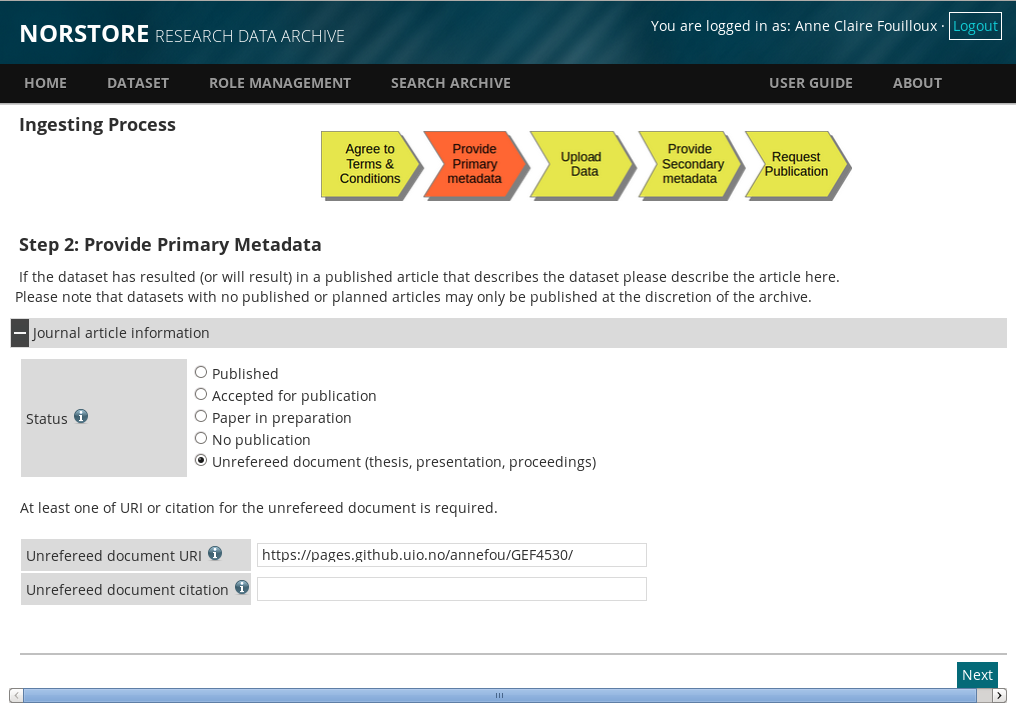 NORSTORE RESEARCH DATA ARCHIVE
You are logged in as: Anne Claire Fouilloux · Logout
HOME DATASET ROLE MANAGEMENT SEARCH ARCHIVE USER GUIDE ABOUT
Ingesting Process
Agree to
Terms &
Conditions
Provide
Primary
metadata
Upload
Data
Provide
Secondary
metadata
Request
Publication
Step 2: Provide Primary Metadata
If the dataset has resulted (or will result) in a published article that describes the dataset please describe the article here.
Please note that datasets with no published or planned articles may only be published at the discretion of the archive.
Journal article information
Status
Published
Accepted for publication
Paper in preparation
No publication
Unrefereed document (thesis, presentation, proceedings)
At least one of URI or citation for the unrefereed document is required.
Unrefereed document URI https://pages.github.uio.no/annefou/GEF4530/
Unrefereed document citation
Next